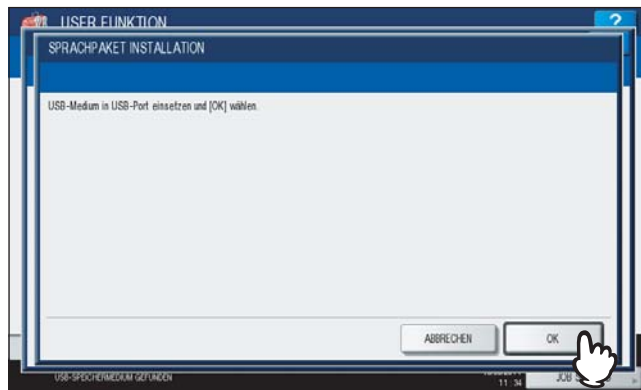 USER FUNKTION
?
SPRACHPAKET INSTALLATION
USB-Medium in USB-Port einsetzen und [OK] wählen.
ABBRECHEN
OK
USB-SPEICHERMEDIUM GEFUNDEN
11:34
JOB